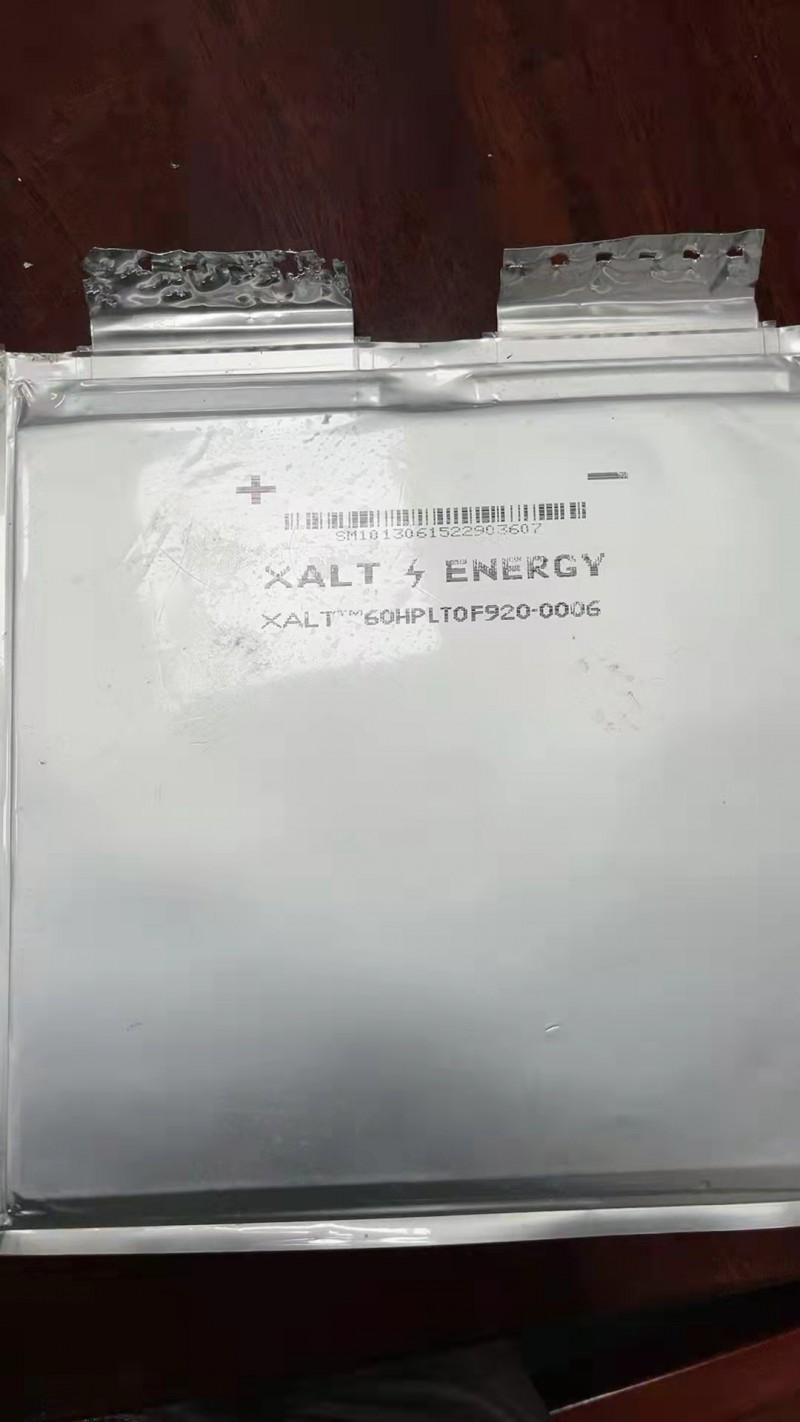 + −
SM1013061522903607
XALT ENERGY
XALT™60HPLT0F920-0006